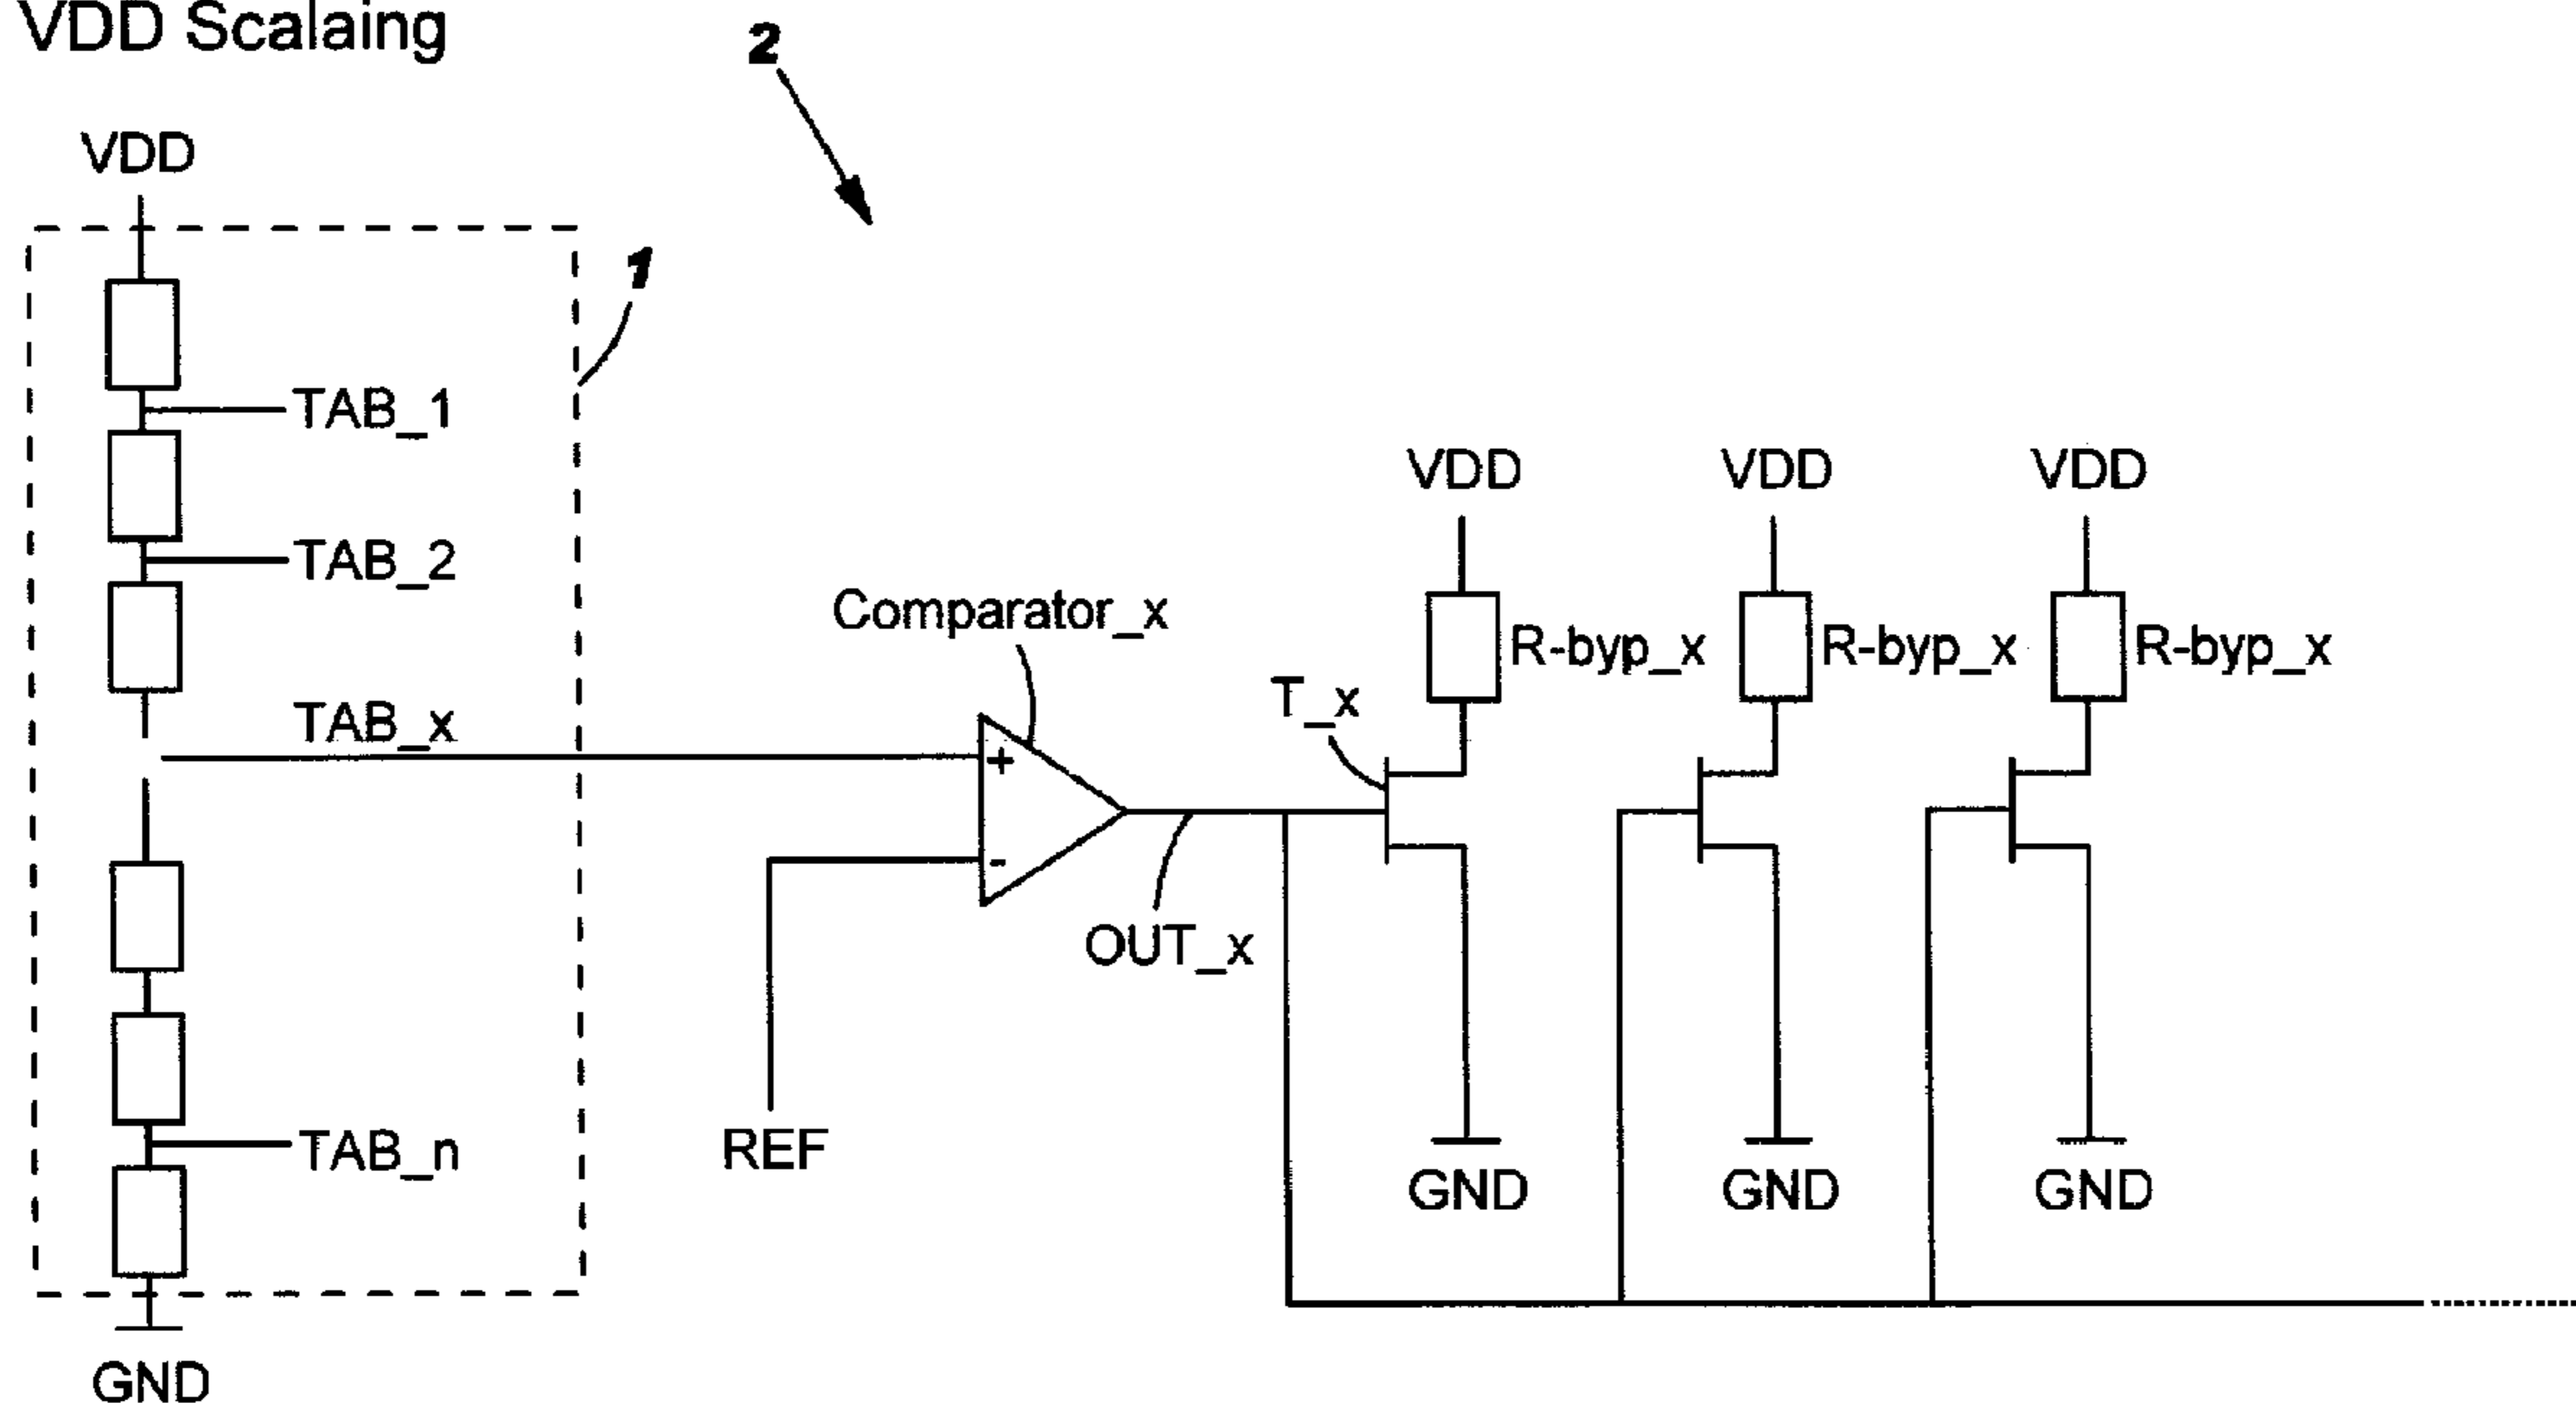 VDD Scalaing
2
VDD
1
TAB_1
TAB_2
TAB_x
TAB_n
GND
Comparator_x
+
-
REF
OUT_x
T_x
VDD VDD VDD
R-byp_x R-byp_x R-byp_x
GND GND GND